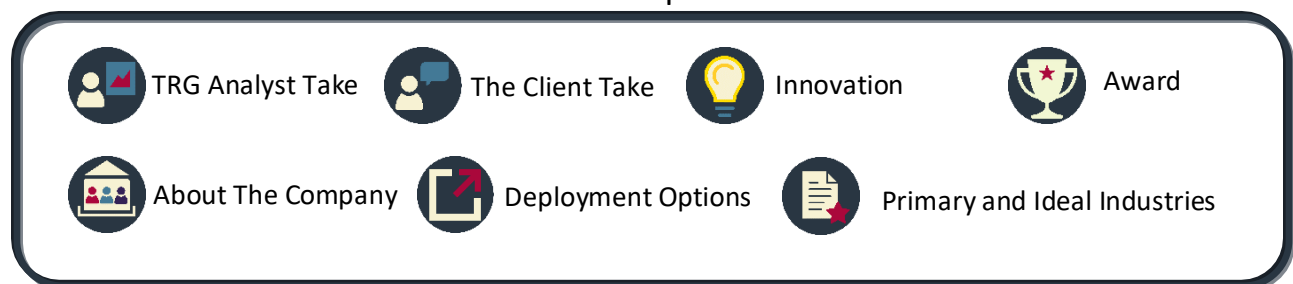 TRG Analyst Take
The Client Take
Innovation
Award
About The Company
Deployment Options
Primary and Ideal Industries